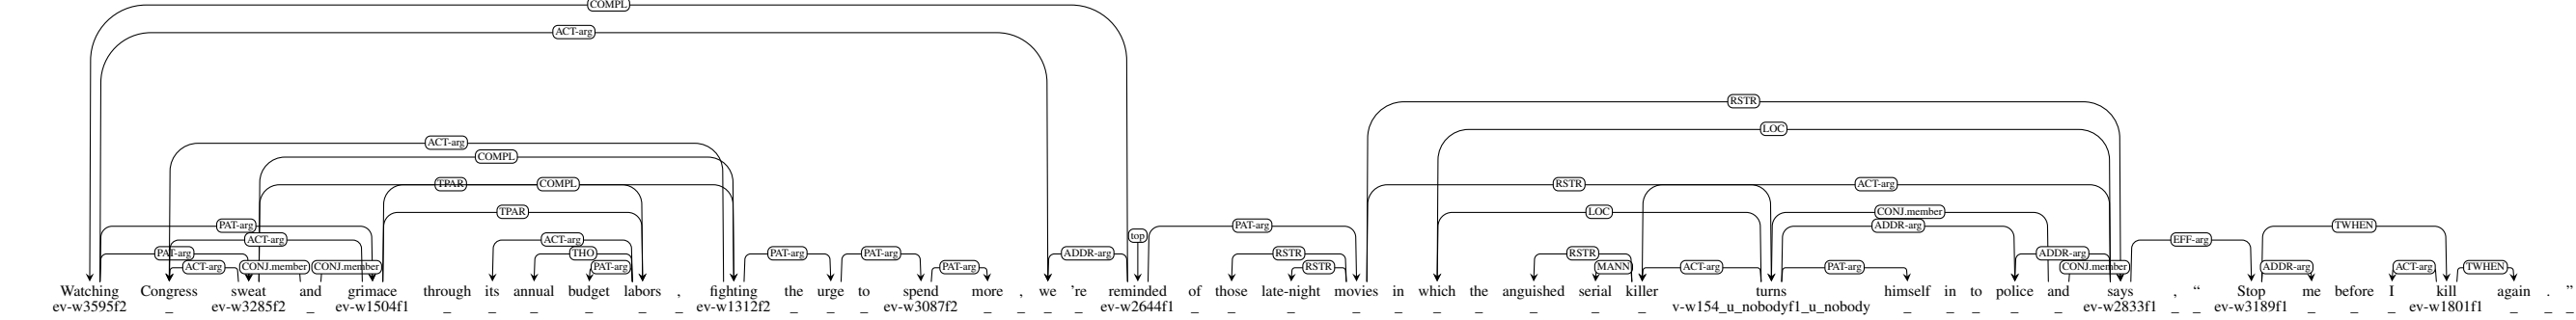 COMPL
ACT-arg
RSTR
LOC
ACT-arg
COMPL
TPAR COMPL RSTR ACT-arg
TPAR LOC CONJ.member
PAT-arg PAT-arg ADDR-arg TWHEN
top
ACT-arg ACT-arg EFF-arg
PAT-arg THO PAT-arg PAT-arg ADDR-arg RSTR RSTR ADDR-arg
ACT-arg CONJ.member CONJ.member PAT-arg PAT-arg RSTR MANN ACT-arg PAT-arg CONJ.member ADDR-arg ACT-arg TWHEN
Watching Congress sweat and grimace through its annual budget labors , fighting the urge to spend more , we 're reminded of those late-night movies in which the anguished serial killer turns himself in to police and says , “ Stop me before I kill again . ”
ev-w3595f2 _ ev-w3285f2 _ ev-w1504f1 _ _ _ _ _ _ ev-w1312f2 _ _ _ ev-w3087f2 _ _ _ _ ev-w2644f1 _ _ _ _ _ _ _ _ _ _ v-w154_u_nobodyf1_u_nobody _ _ _ _ _ ev-w2833f1 _ _ ev-w3189f1 _ _ _ ev-w1801f1 _ _ _